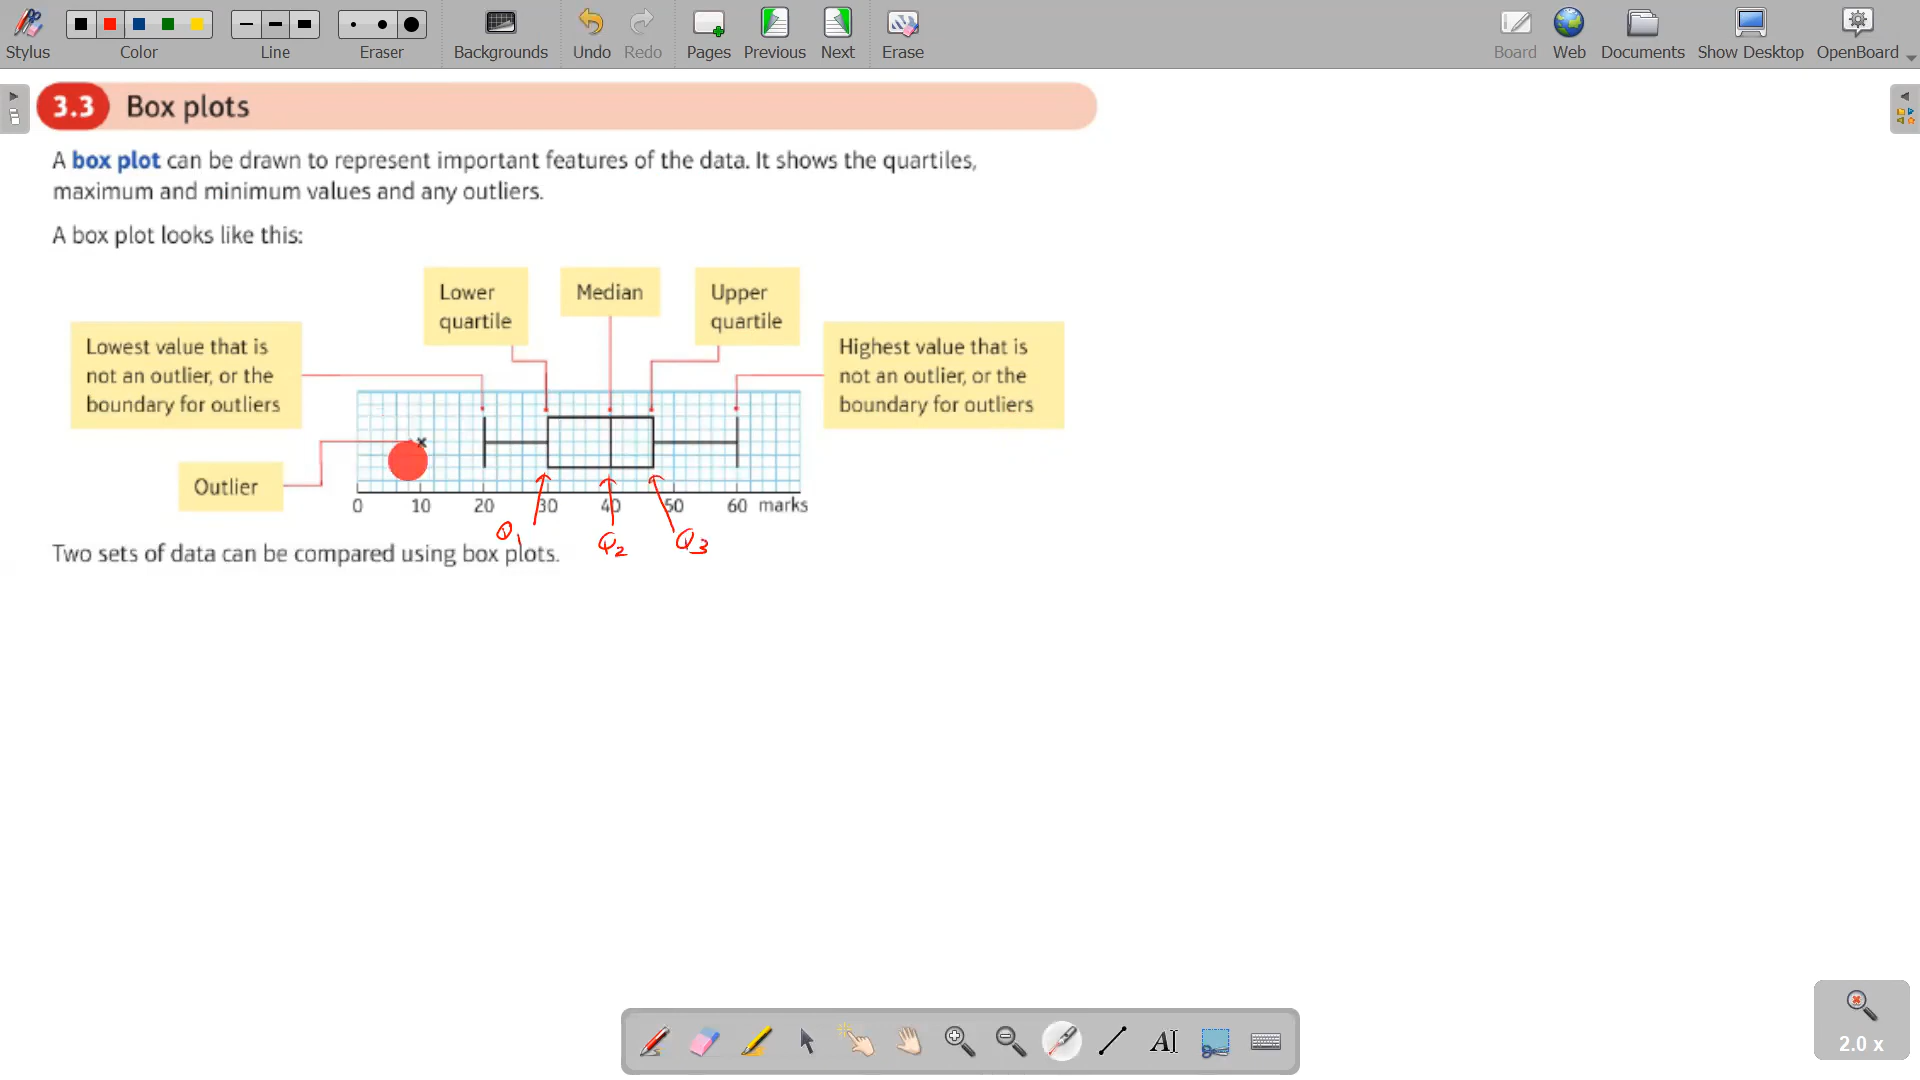 Stylus Color Line Eraser Backgrounds Undo Redo Pages Previous Next Erase Board Web Documents Show Desktop OpenBoard
3.3 Box plots
A box plot can be drawn to represent important features of the data. It shows the quartiles,
maximum and minimum values and any outliers.
A box plot looks like this:
Lower
quartile
Median
Upper
quartile
Lowest value that is
not an outlier, or the
boundary for outliers
Highest value that is
not an outlier, or the
boundary for outliers
×
Outlier
0 10 20 30 40 50 60 marks
Q1 Q2 Q3
Two sets of data can be compared using box plots.
2.0 x